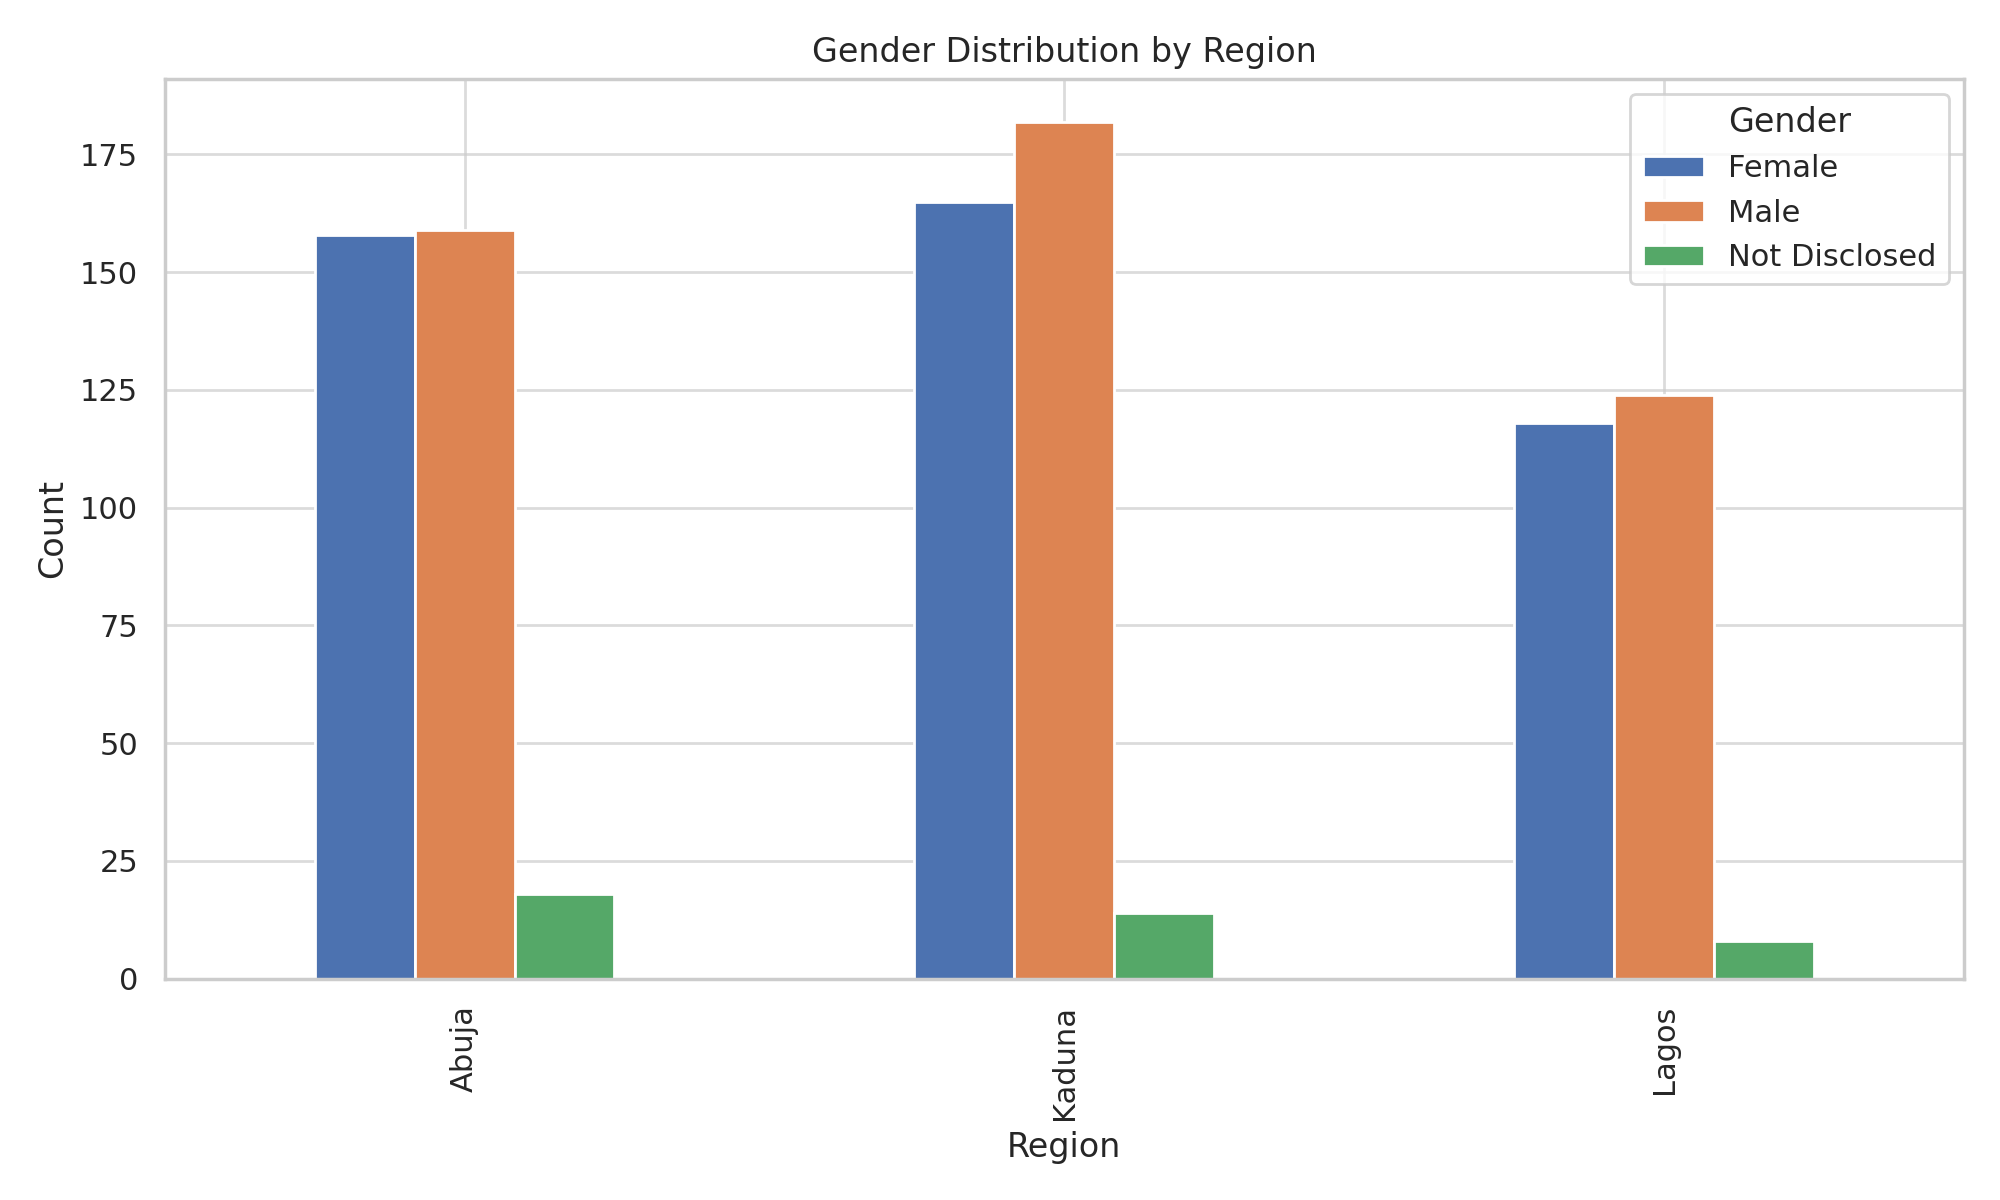 Gender Distribution by Region
Gender
Female
Male
Not Disclosed
175
150
125
100
75
50
25
0
Count
Abuja
Kaduna
Lagos
Region